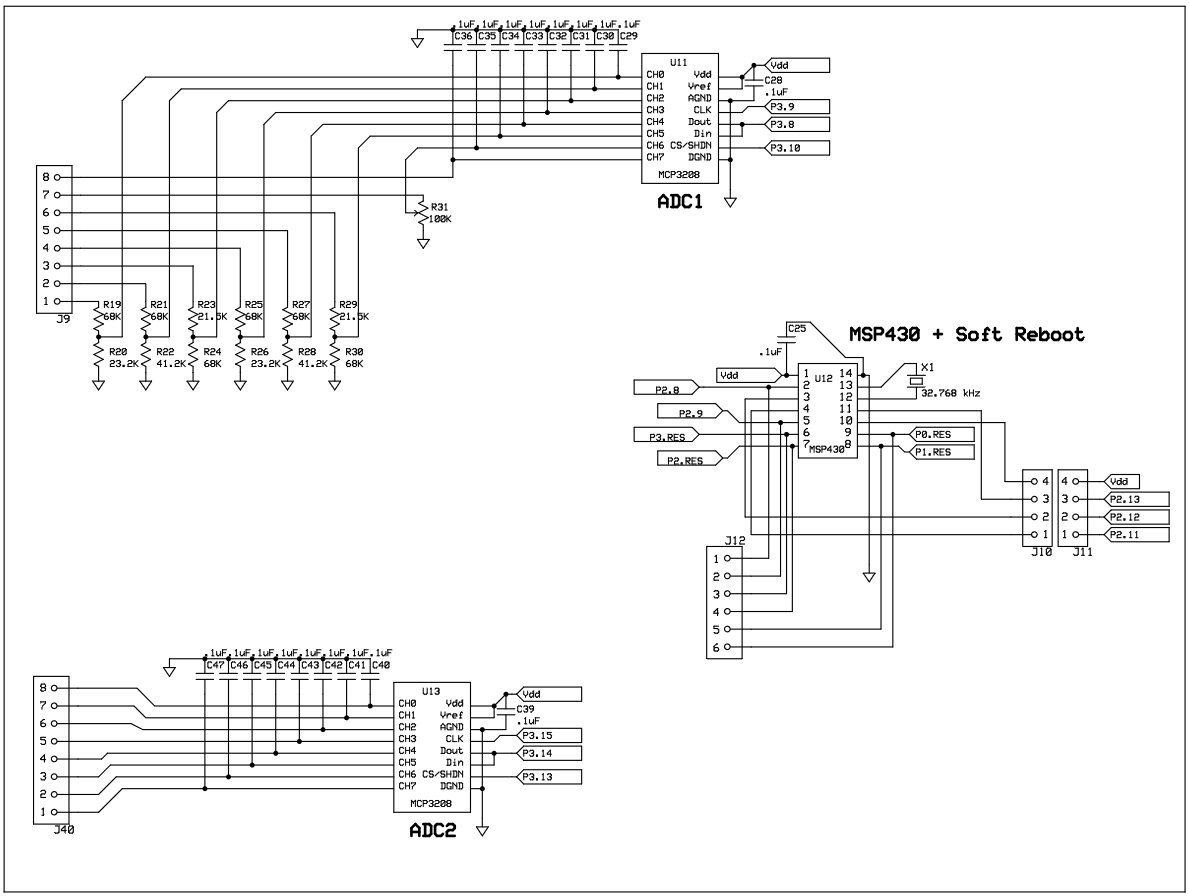 .1uF .1uF .1uF .1uF .1uF .1uF .1uF .1uF
C36 C35 C34 C33 C32 C31 C30 C29
U11
CH0 Vdd
CH1 Vref
CH2 AGND
CH3 CLK
CH4 Dout
CH5 Din
CH6 CS/SHDN
CH7 DGND
MCP3208
ADC1
Vdd
C28
.1uF
P3.9
P3.8
P3.10
8
7
6
5
4
3
2
1
J9
R31
100K
R19 R21 R23 R25 R27 R29
68K 68K 21.5K 68K 68K 21.5K
R20 R22 R24 R26 R28 R30
23.2K 41.2K 68K 23.2K 41.2K 68K
MSP430 + Soft Reboot
C25
.1uF
Vdd
P2.8
P2.9
P3.RES
P2.RES
U12
1 14
2 13
3 12
4 11
5 10
6 9
7 8
MSP430
X1
32.768 kHz
P0.RES
P1.RES
4 4 Vdd
3 3 P2.13
2 2 P2.12
1 1 P2.11
J10 J11
J12
1
2
3
4
5
6
.1uF .1uF .1uF .1uF .1uF .1uF .1uF .1uF
C47 C46 C45 C44 C43 C42 C41 C40
8
7
6
5
4
3
2
1
J40
U13
CH0 Vdd
CH1 Vref
CH2 AGND
CH3 CLK
CH4 Dout
CH5 Din
CH6 CS/SHDN
CH7 DGND
MCP3208
ADC2
Vdd
C39
.1uF
P3.15
P3.14
P3.13